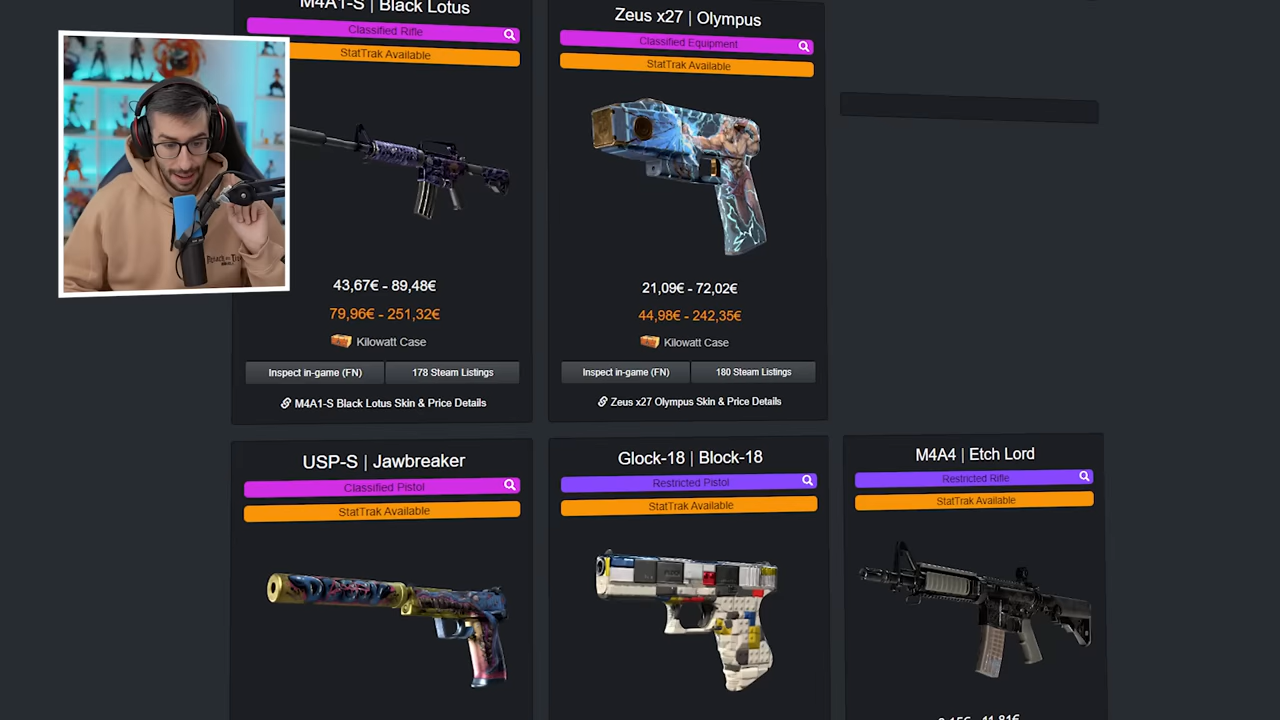 M4A1-S | Black Lotus
Classified Rifle
StatTrak Available
43,67€ - 89,48€
79,96€ - 251,32€
Kilowatt Case
Inspect in-game (FN)
178 Steam Listings
M4A1-S Black Lotus Skin & Price Details
Zeus x27 | Olympus
Classified Equipment
StatTrak Available
21,09€ - 72,02€
44,98€ - 242,35€
Kilowatt Case
Inspect in-game (FN)
180 Steam Listings
Zeus x27 Olympus Skin & Price Details
USP-S | Jawbreaker
Classified Pistol
StatTrak Available
Glock-18 | Block-18
Restricted Pistol
StatTrak Available
M4A4 | Etch Lord
Restricted Rifle
StatTrak Available